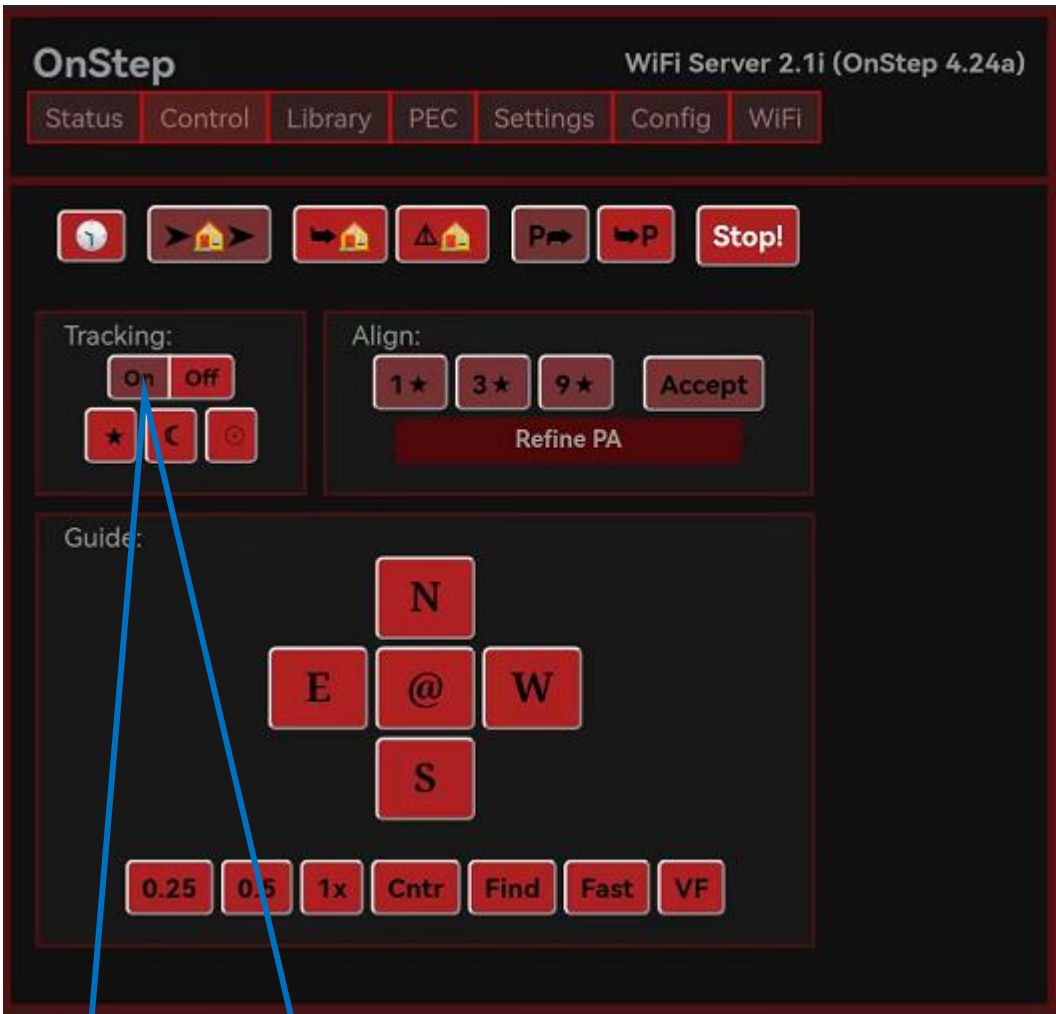 OnStep
WiFi Server 2.1i (OnStep 4.24a)
Status Control Library PEC Settings Config WiFi
P P Stop!
Tracking:
On Off
Align:
1★ 3★ 9★ Accept
Refine PA
Guide:
N
E @ W
S
0.25 0.5 1x Cntr Find Fast VF